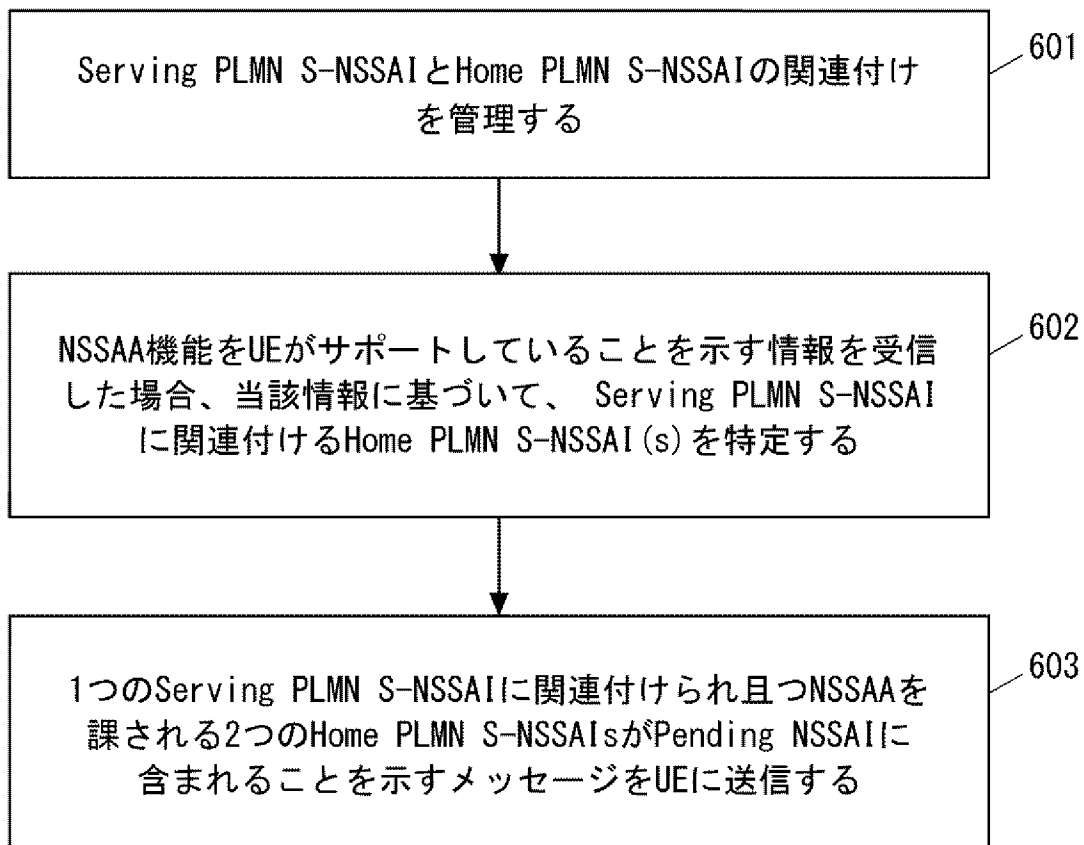 Serving PLMN S-NSSAIとHome PLMN S-NSSAIの関連付け
を管理する
601
NSSAA機能をUEがサポートしていることを示す情報を受信
した場合、当該情報に基づいて、 Serving PLMN S-NSSAI
に関連付けるHome PLMN S-NSSAI(s)を特定する
602
1つのServing PLMN S-NSSAIに関連付けられ且つNSSAAを
課される2つのHome PLMN S-NSSAIsがPending NSSAIに
含まれることを示すメッセージをUEに送信する
603